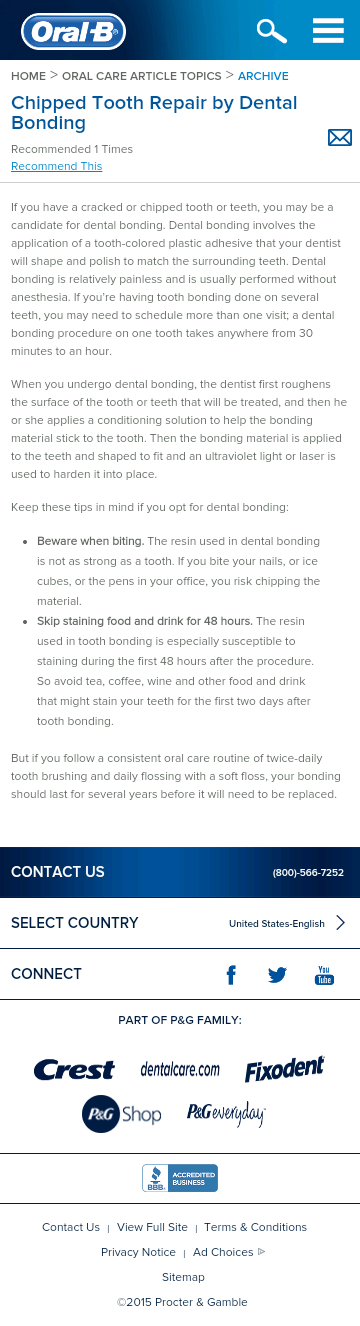 Oral-B
HOME > ORAL CARE ARTICLE TOPICS > ARCHIVE
Chipped Tooth Repair by Dental
Bonding
Recommended 1 Times
Recommend This
If you have a cracked or chipped tooth or teeth, you may be a
candidate for dental bonding. Dental bonding involves the
application of a tooth-colored plastic adhesive that your dentist
will shape and polish to match the surrounding teeth. Dental
bonding is relatively painless and is usually performed without
anesthesia. If you're having tooth bonding done on several
teeth, you may need to schedule more than one visit; a dental
bonding procedure on one tooth takes anywhere from 30
minutes to an hour.
When you undergo dental bonding, the dentist first roughens
the surface of the tooth or teeth that will be treated, and then he
or she applies a conditioning solution to help the bonding
material stick to the tooth. Then the bonding material is applied
to the teeth and shaped to fit and an ultraviolet light or laser is
used to harden it into place.
Keep these tips in mind if you opt for dental bonding:
• Beware when biting. The resin used in dental bonding
is not as strong as a tooth. If you bite your nails, or ice
cubes, or the pens in your office, you risk chipping the
material.
• Skip staining food and drink for 48 hours. The resin
used in tooth bonding is especially susceptible to
staining during the first 48 hours after the procedure.
So avoid tea, coffee, wine and other food and drink
that might stain your teeth for the first two days after
tooth bonding.
But if you follow a consistent oral care routine of twice-daily
tooth brushing and daily flossing with a soft floss, your bonding
should last for several years before it will need to be replaced.
CONTACT US (800)-566-7252
SELECT COUNTRY United States-English
CONNECT You Tube
PART OF P&G FAMILY:
Crest dentalcare.com Fixodent
P&G Shop P&G everyday
BBB ACCREDITED BUSINESS
Contact Us | View Full Site | Terms & Conditions
Privacy Notice | Ad Choices
Sitemap
©2015 Procter & Gamble